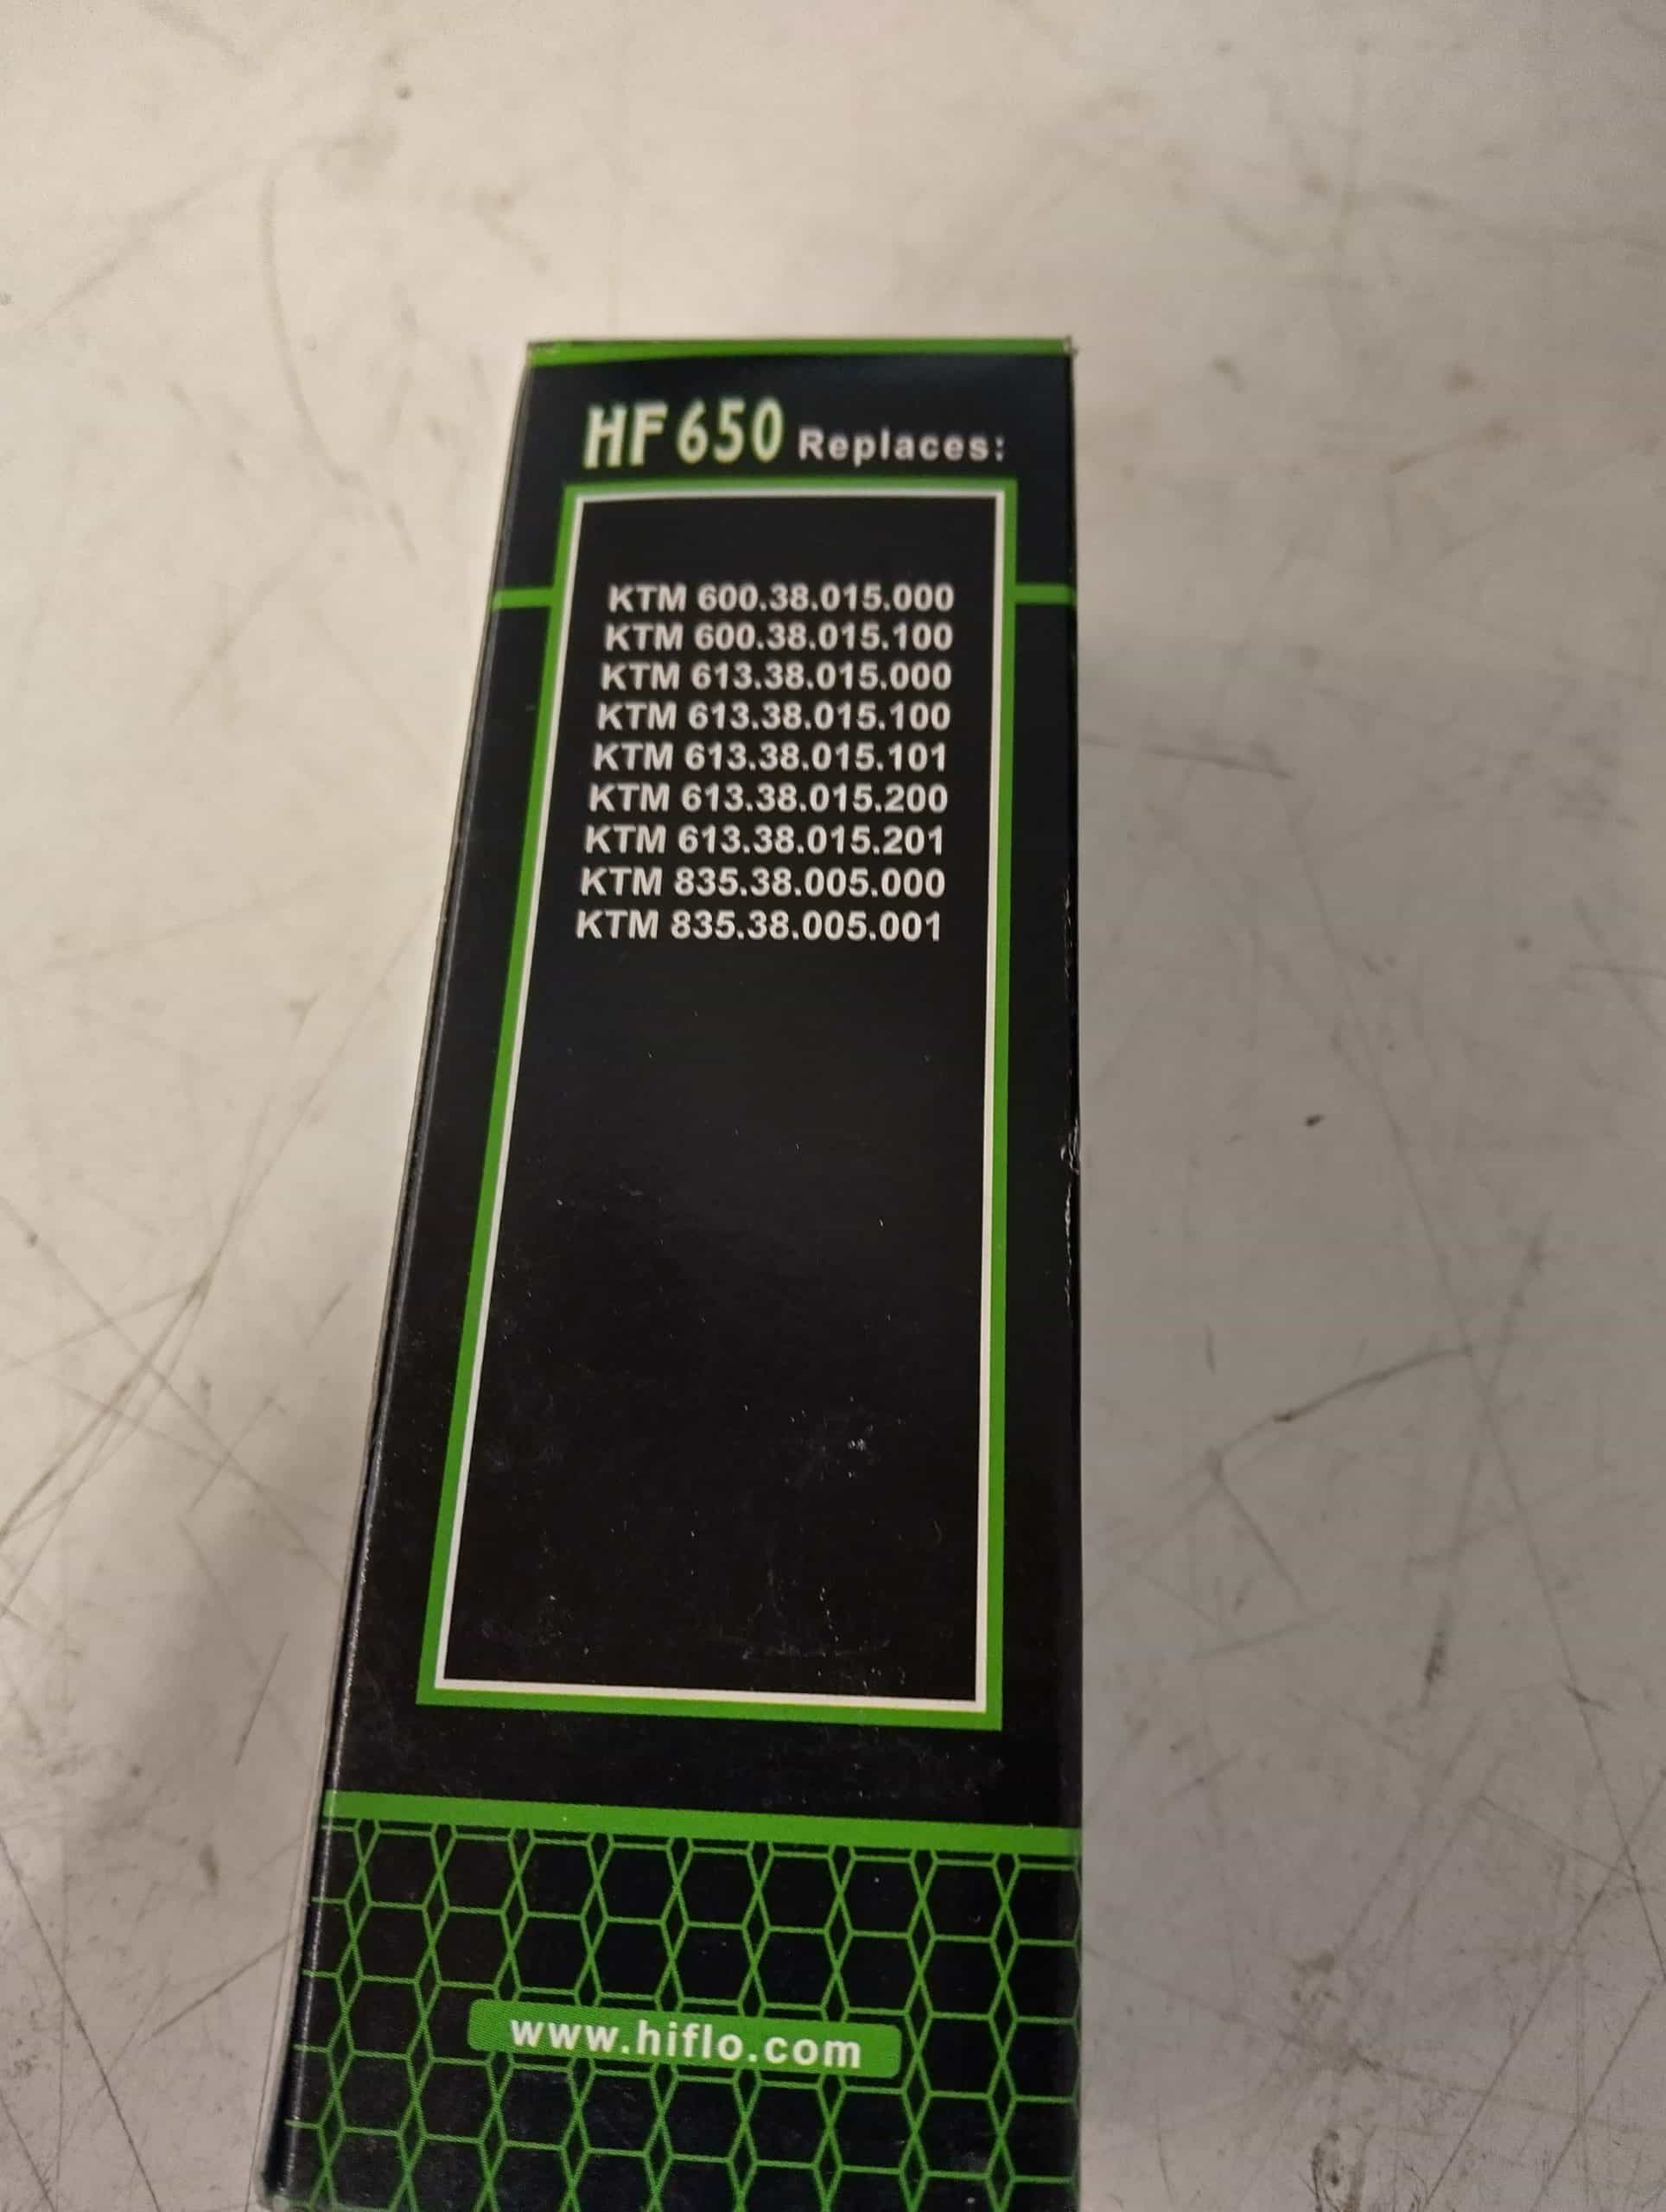 HF650 Replaces:
KTM 600.38.015.000
KTM 600.38.015.100
KTM 613.38.015.000
KTM 613.38.015.100
KTM 613.38.015.101
KTM 613.38.015.200
KTM 613.38.015.201
KTM 835.38.005.000
KTM 835.38.005.001
www.hiflo.com